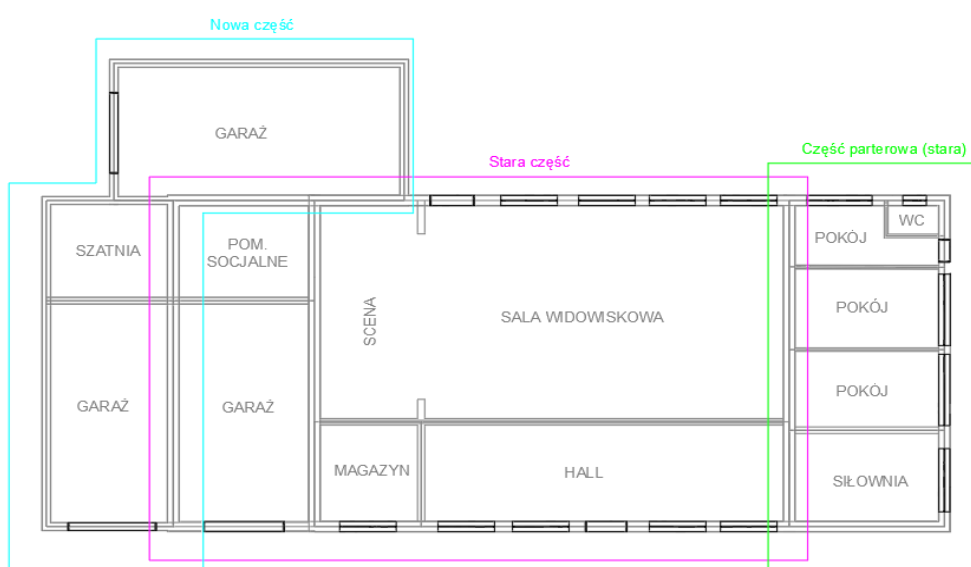 Nowa część
GARAŻ
Stara część
Część parterowa (stara)
SZATNIA
POM.
SOCJALNE
SCENA
SALA WIDOWISKOWA
POKÓJ
WC
POKÓJ
POKÓJ
GARAŻ
GARAŻ
MAGAZYN
HALL
SIŁOWNIA